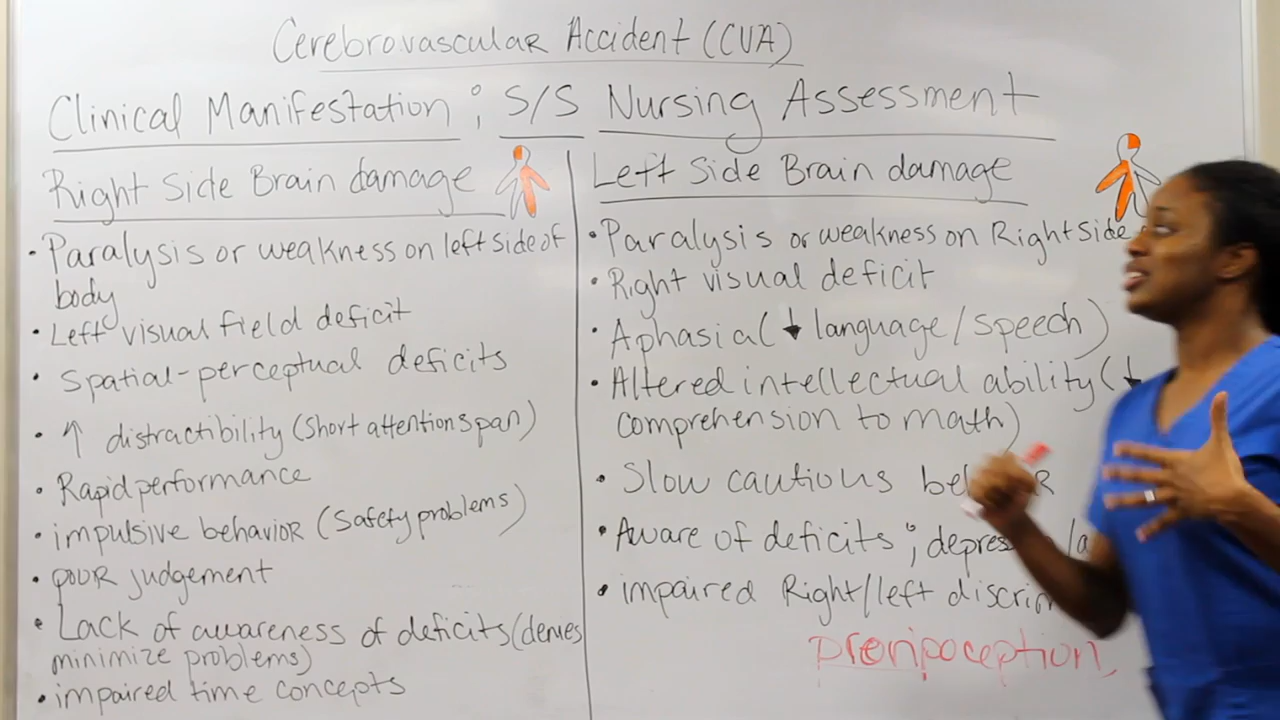 Cerebrovascular Accident (CVA)
Clinical Manifestation ; S/S Nursing Assessment
Right Side Brain damage
• Paralysis or weakness on left side of
body
• Left visual field deficit
• Spatial-perceptual deficits
• ↑ distractibility (Short attention span)
• Rapid performance
• impulsive behavior (Safety problems)
• poor judgement
• Lack of awareness of deficits (denies
minimize problems)
• impaired time concepts
Left Side Brain damage
• Paralysis or weakness on Right side
• Right visual deficit
• Aphasia (↓ language/speech)
• Altered intellectual ability (↓
comprehension to math)
• Slow cautious
• Aware of deficits ;
• impaired Right/left